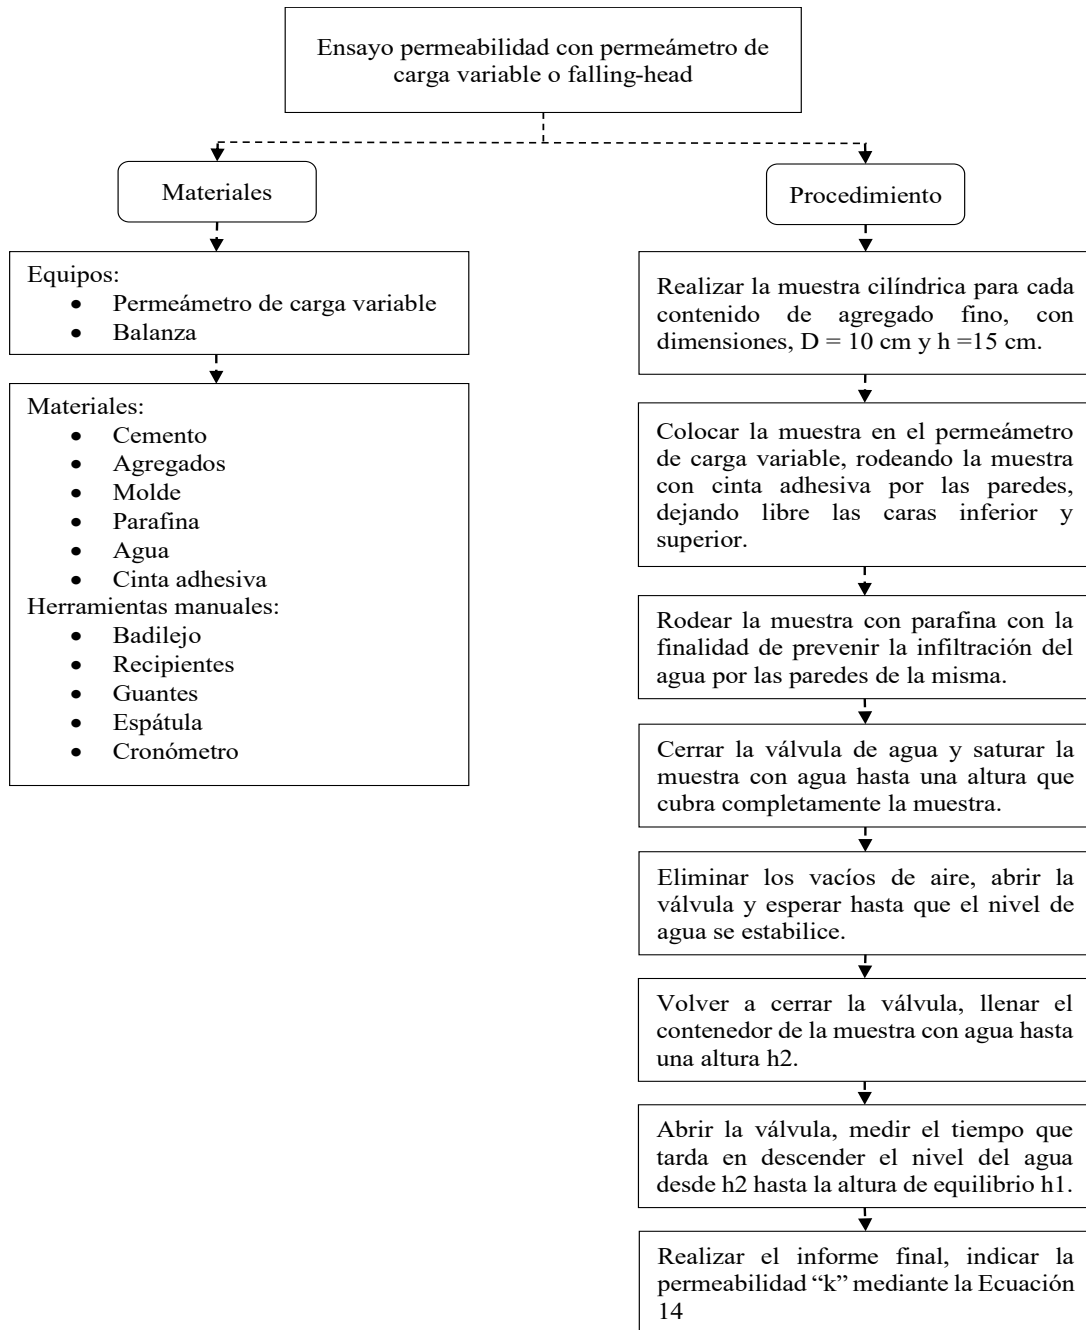 Ensayo permeabilidad con permeámetro de
carga variable o falling-head
Materiales
Equipos:
• Permeámetro de carga variable
• Balanza
Materiales:
• Cemento
• Agregados
• Molde
• Parafina
• Agua
• Cinta adhesiva
Herramientas manuales:
• Badilejo
• Recipientes
• Guantes
• Espátula
• Cronómetro
Procedimiento
Realizar la muestra cilíndrica para cada
contenido de agregado fino, con
dimensiones, D = 10 cm y h =15 cm.
Colocar la muestra en el permeámetro
de carga variable, rodeando la muestra
con cinta adhesiva por las paredes,
dejando libre las caras inferior y
superior.
Rodear la muestra con parafina con la
finalidad de prevenir la infiltración del
agua por las paredes de la misma.
Cerrar la válvula de agua y saturar la
muestra con agua hasta una altura que
cubra completamente la muestra.
Eliminar los vacíos de aire, abrir la
válvula y esperar hasta que el nivel de
agua se estabilice.
Volver a cerrar la válvula, llenar el
contenedor de la muestra con agua hasta
una altura h2.
Abrir la válvula, medir el tiempo que
tarda en descender el nivel del agua
desde h2 hasta la altura de equilibrio h1.
Realizar el informe final, indicar la
permeabilidad “k” mediante la Ecuación
14